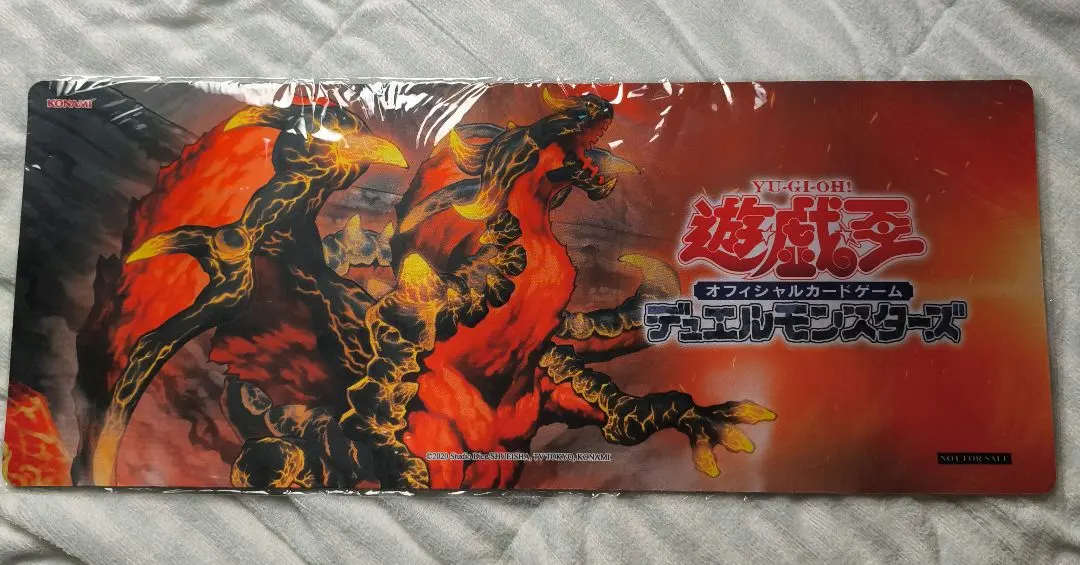 KONAMI
YU-GI-OH!
遊戯王
オフィシャルカードゲーム
デュエルモンスターズ
©2020 Studio Dice/SHUEISHA, TV TOKYO, KONAMI
NOT FOR SALE